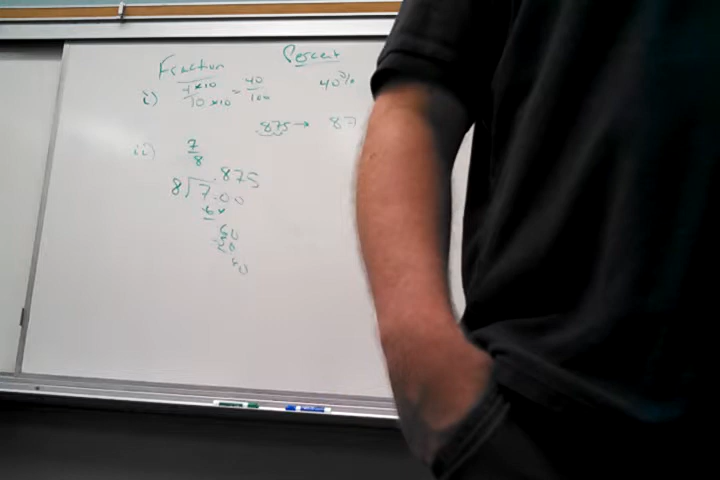 Fraction Percent
i) 4×10/10×10 = 40/100 40%
.875 → 87
ii) 7/8
.875
8√7.00
64
60
56
40